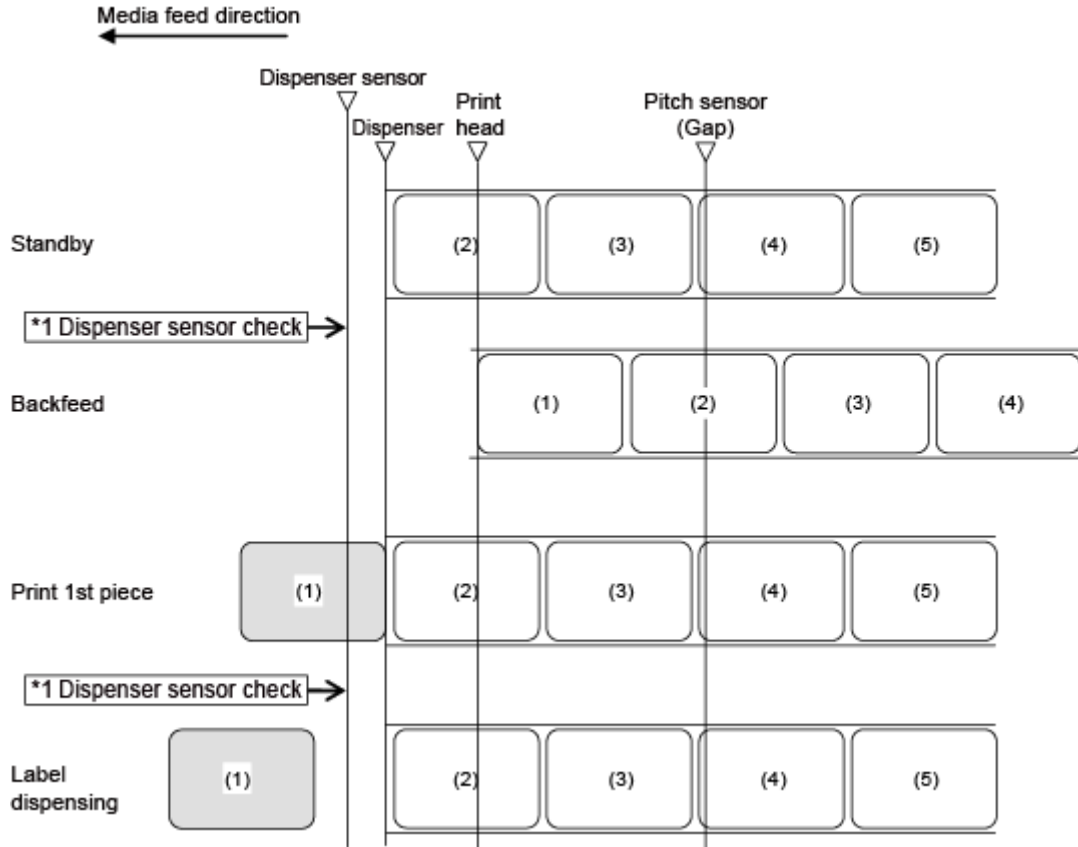 Media feed direction
Dispenser sensor
Dispenser
Print
head
Pitch sensor
(Gap)
Standby
(2)
(3)
(4)
(5)
*1 Dispenser sensor check
Backfeed
(1)
(2)
(3)
(4)
Print 1st piece
(1)
(2)
(3)
(4)
(5)
*1 Dispenser sensor check
Label
dispensing
(1)
(2)
(3)
(4)
(5)